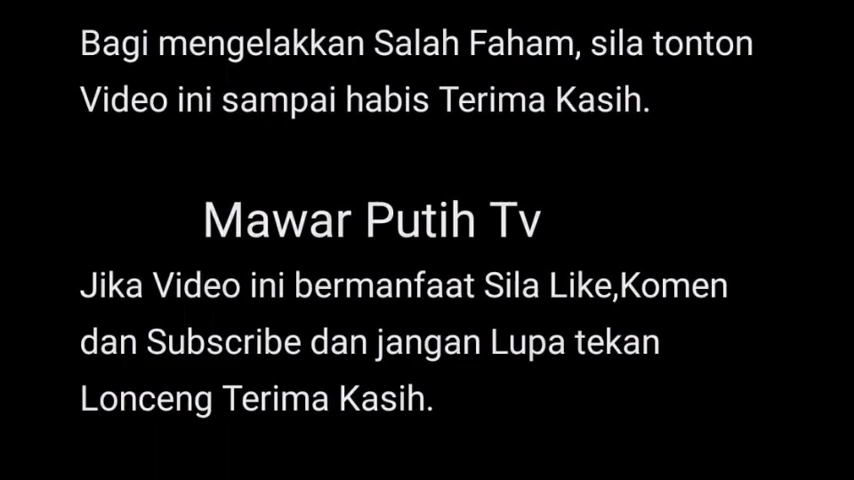 Bagi mengelakkan Salah Faham, sila tonton
Video ini sampai habis Terima Kasih.
Mawar Putih Tv
Jika Video ini bermanfaat Sila Like,Komen
dan Subscribe dan jangan Lupa tekan
Lonceng Terima Kasih.